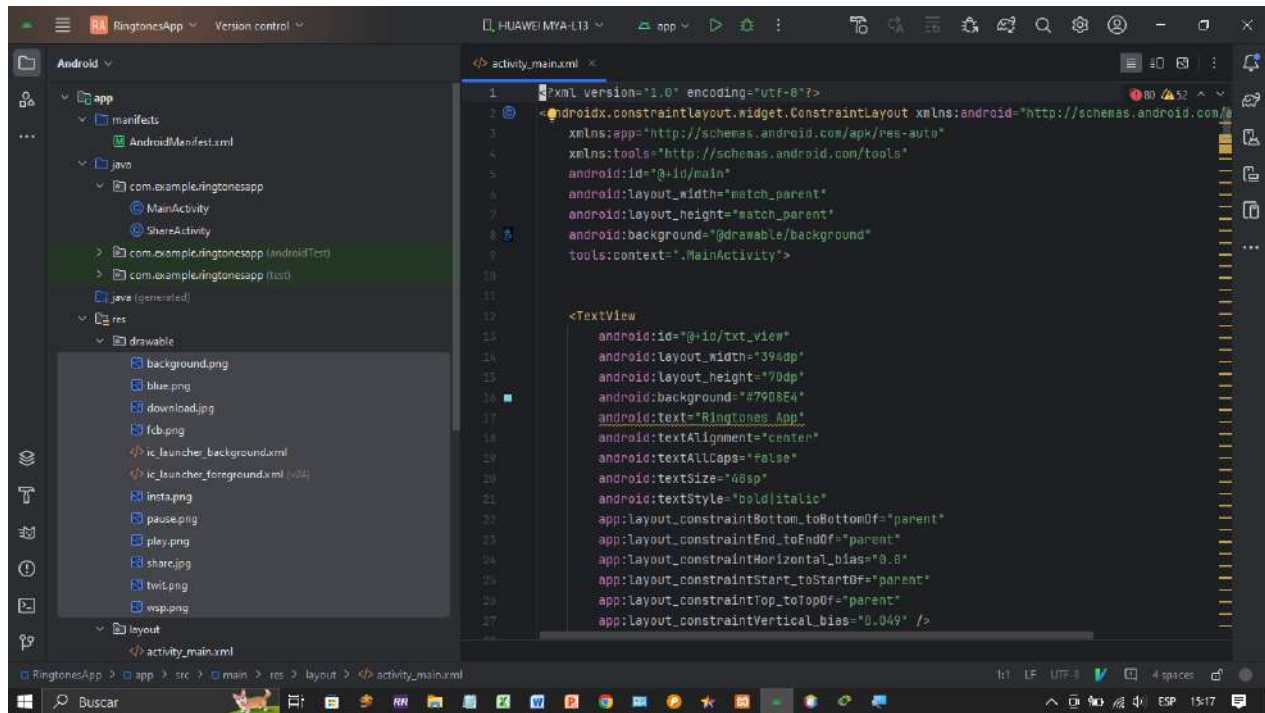 RA RingtonesApp Version control HUAWEI MYA-L13 app
Android
activity_main.xml
app
manifests
AndroidManifest.xml
java
com.example.ringtonesapp
MainActivity
ShareActivity
com.example.ringtonesapp (androidTest)
com.example.ringtonesapp (test)
java (generated)
res
drawable
background.png
blue.png
download.jpg
fcb.png
ic_launcher_background.xml
ic_launcher_foreground.xml (v24)
insta.png
pause.png
play.png
share.jpg
twit.png
wsp.png
layout
activity_main.xml
80 52
1 <?xml version="1.0" encoding="utf-8"?>
2 <androidx.constraintlayout.widget.ConstraintLayout xmlns:android="http://schemas.android.com/a
3 xmlns:app="http://schemas.android.com/apk/res-auto"
4 xmlns:tools="http://schemas.android.com/tools"
5 android:id="@+id/main"
6 android:layout_width="match_parent"
7 android:layout_height="match_parent"
8 android:background="@drawable/background"
9 tools:context=".MainActivity">
10
11
12 <TextView
13 android:id="@+id/txt_view"
14 android:layout_width="394dp"
15 android:layout_height="70dp"
16 android:background="#79D8E4"
17 android:text="Ringtones App"
18 android:textAlignment="center"
19 android:textAllCaps="false"
20 android:textSize="48sp"
21 android:textStyle="bold|italic"
22 app:layout_constraintBottom_toBottomOf="parent"
23 app:layout_constraintEnd_toEndOf="parent"
24 app:layout_constraintHorizontal_bias="0.0"
25 app:layout_constraintStart_toStartOf="parent"
26 app:layout_constraintTop_toTopOf="parent"
27 app:layout_constraintVertical_bias="0.049" />
RingtonesApp > app > src > main > res > layout > activity_main.xml 1:1 LF UTF-8 4 spaces
Buscar ESP 15:17